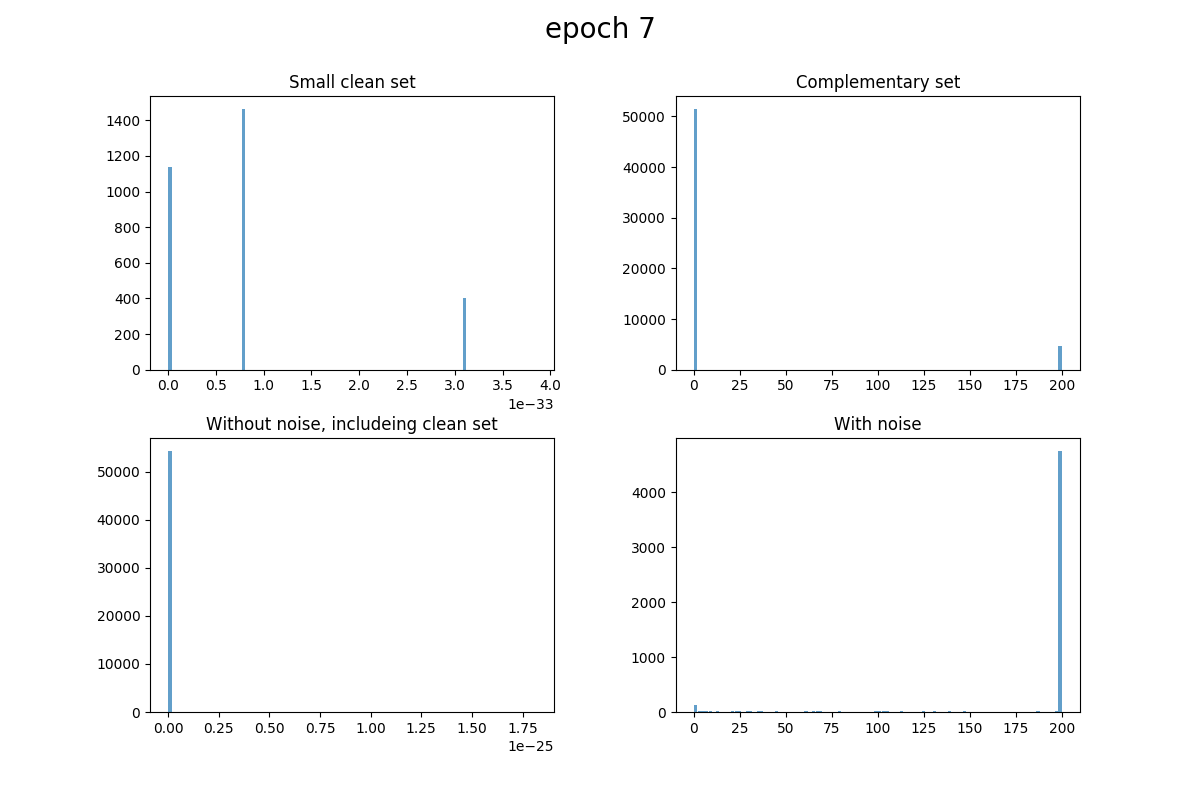 epoch 7
Small clean set
1400
1200
1000
800
600
400
200
0
0.0 0.5 1.0 1.5 2.0 2.5 3.0 3.5 4.0
1e−33
Complementary set
50000
40000
30000
20000
10000
0
0 25 50 75 100 125 150 175 200
Without noise, includeing clean set
50000
40000
30000
20000
10000
0
0.00 0.25 0.50 0.75 1.00 1.25 1.50 1.75
1e−25
With noise
4000
3000
2000
1000
0
0 25 50 75 100 125 150 175 200